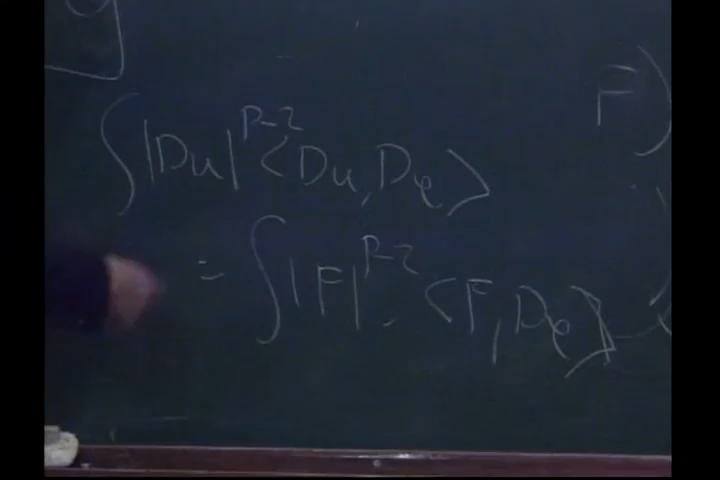 ∫|Du|^{p-2} <Du, Dφ>
F)
= ∫|F|^{p-2} · <F, Dφ>